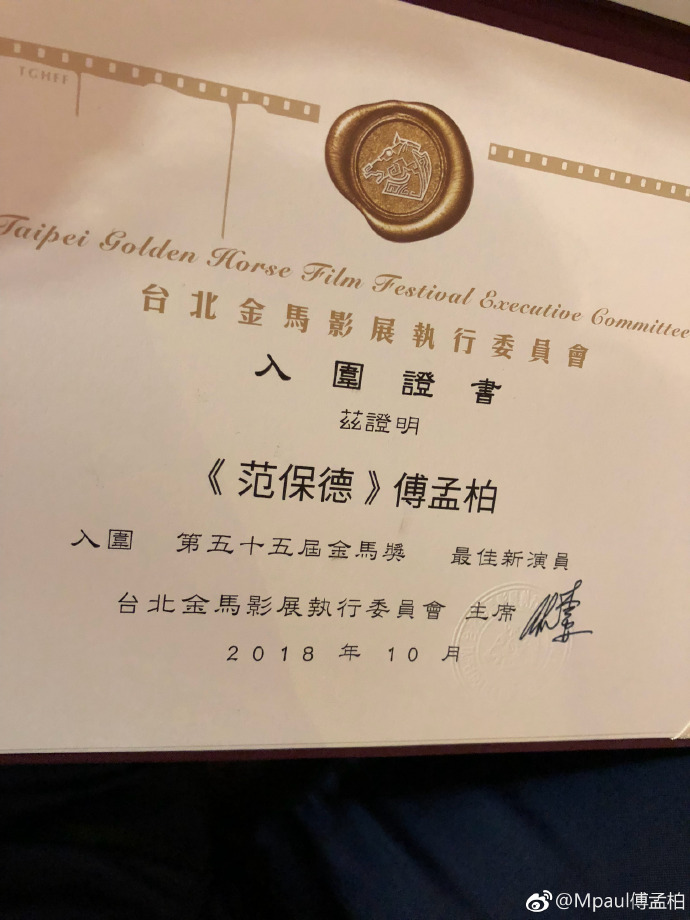 TGHFF
Taipei Golden Horse Film Festival Executive Committee
台北金馬影展執行委員會
入圍證書
茲證明
《范保德》傅孟柏
入圍 第五十五屆金馬獎 最佳新演員
台北金馬影展執行委員會 主席
2018 年 10 月
@Mpaul傅孟柏